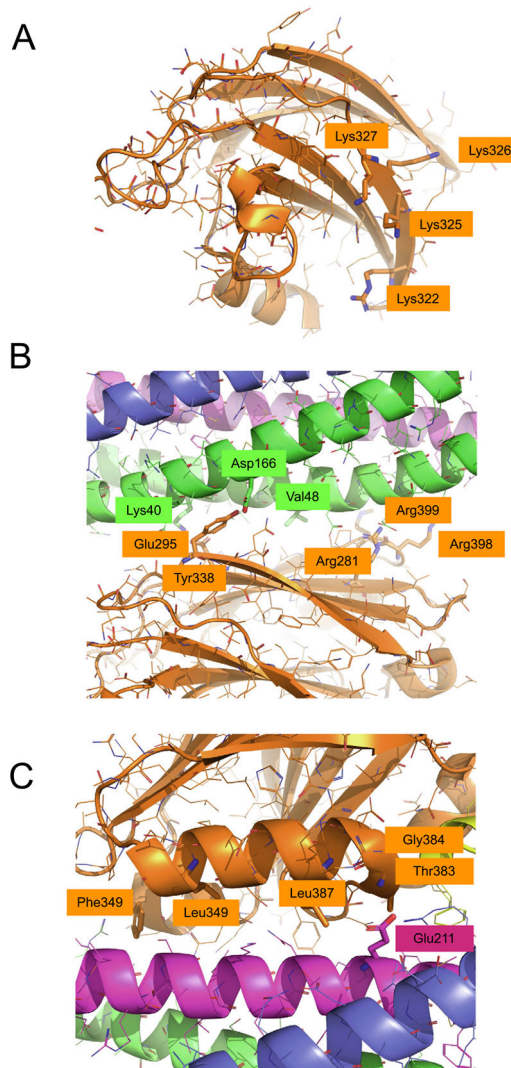 A
Lys327
Lys326
Lys325
Lys322
B
Asp166
Lys40
Val48
Arg399
Glu295
Arg281
Arg398
Tyr338
C
Gly384
Thr383
Leu387
Phe349
Leu349
Glu211